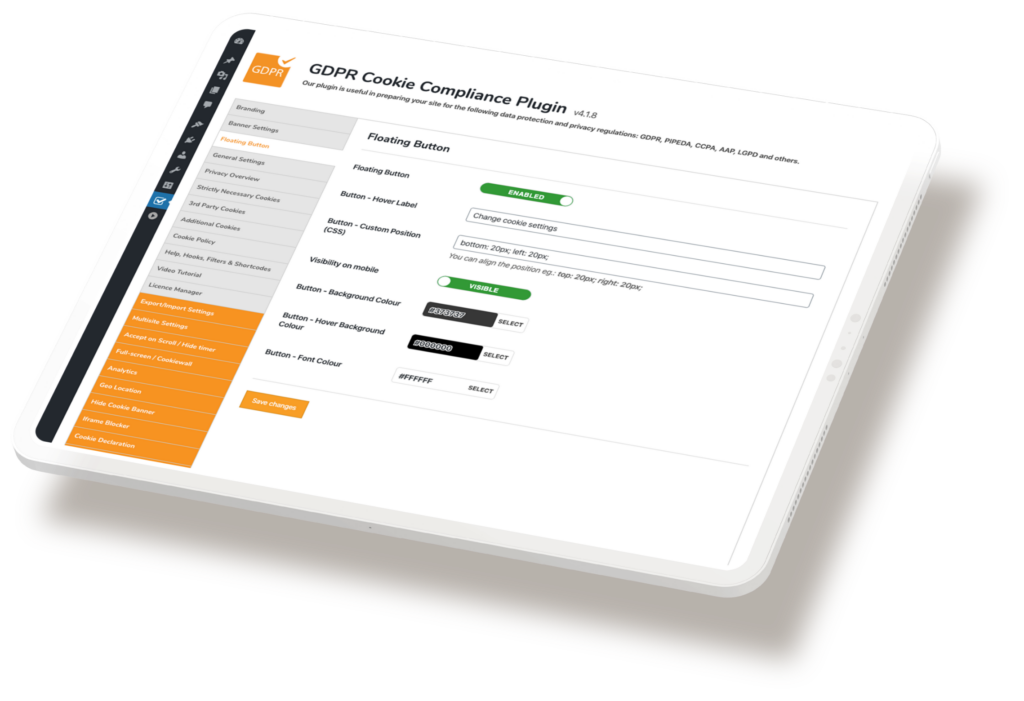 GDPR
GDPR Cookie Compliance Plugin v4.1.8
Our plugin is useful in preparing your site for the following data protection and privacy regulations: GDPR, PIPEDA, CCPA, AAP, LGPD and others.
Branding
Banner Settings
Floating Button
General Settings
Privacy Overview
Strictly Necessary Cookies
3rd Party Cookies
Additional Cookies
Cookie Policy
Help, Hooks, Filters & Shortcodes
Video Tutorial
Licence Manager
Export/Import Settings
Multisite Settings
Accept on Scroll / Hide timer
Full-screen / Cookiewall
Analytics
Geo Location
Hide Cookie Banner
Iframe Blocker
Cookie Declaration
Floating Button
Floating Button
ENABLED
Button - Hover Label
Change cookie settings
Button - Custom Position
(CSS)
bottom: 20px; left: 20px;
You can align the position eg.: top: 20px; right: 20px;
Visibility on mobile
VISIBLE
Button - Background Colour
#373737
SELECT
Button - Hover Background
Colour
#000000
SELECT
Button - Font Colour
#FFFFFF
SELECT
Save changes